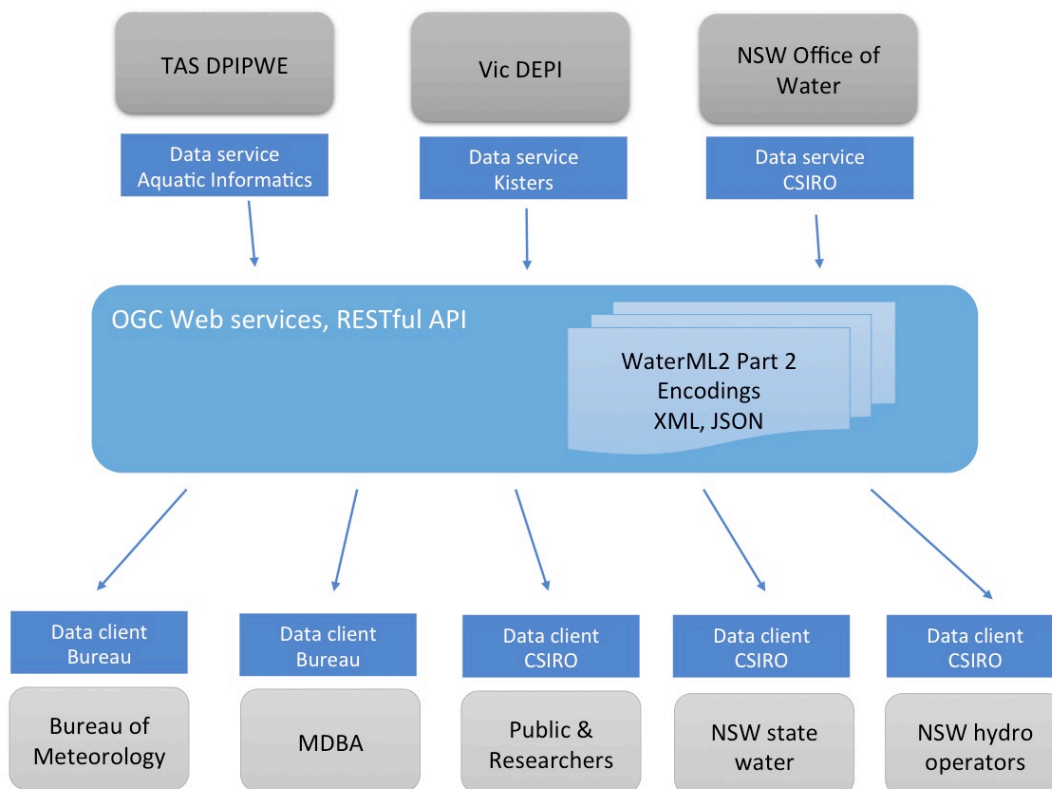 TAS DPIPWE
Vic DEPI
NSW Office of
Water
Data service
Aquatic Informatics
Data service
Kisters
Data service
CSIRO
OGC Web services, RESTful API
WaterML2 Part 2
Encodings
XML, JSON
Data client
Bureau
Data client
Bureau
Data client
CSIRO
Data client
CSIRO
Data client
CSIRO
Bureau of
Meteorology
MDBA
Public &
Researchers
NSW state
water
NSW hydro
operators